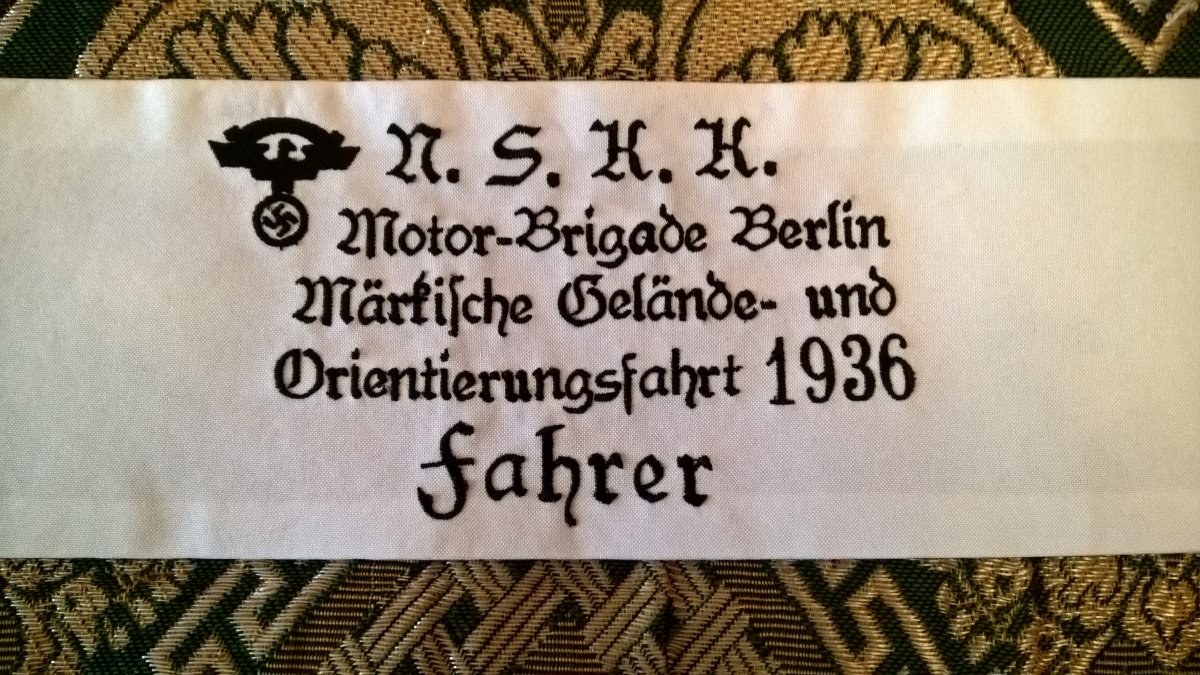 N. S. K. K.
Motor-Brigade Berlin
Märkiſche Gelände- und
Orientierungsfahrt 1936
Fahrer